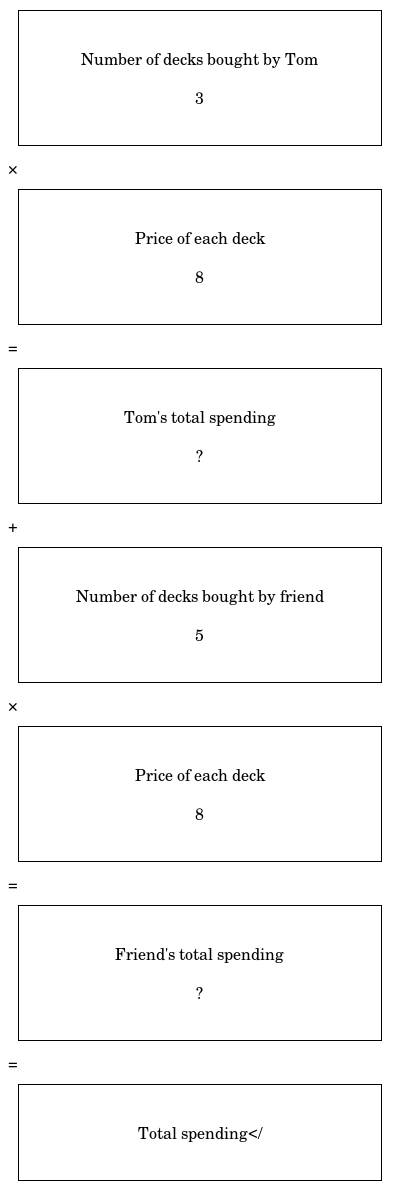 Number of decks bought by Tom
3
×
Price of each deck
8
=
Tom's total spending
?
+
Number of decks bought by friend
5
×
Price of each deck
8
=
Friend's total spending
?
=
Total spending</